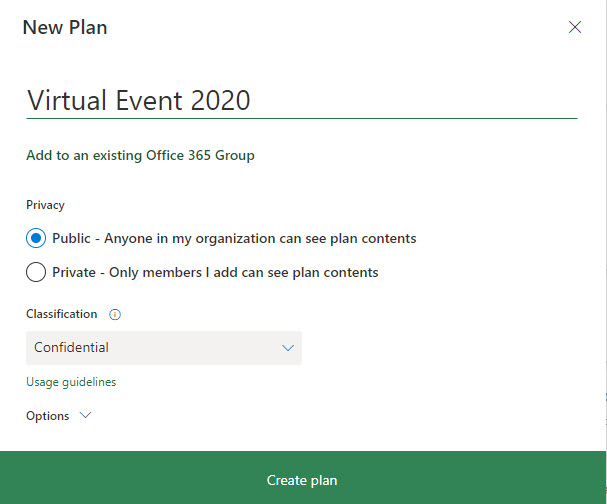 New Plan
Virtual Event 2020
Add to an existing Office 365 Group
Privacy
Public - Anyone in my organization can see plan contents
Private - Only members I add can see plan contents
Classification
Confidential
Usage guidelines
Options
Create plan